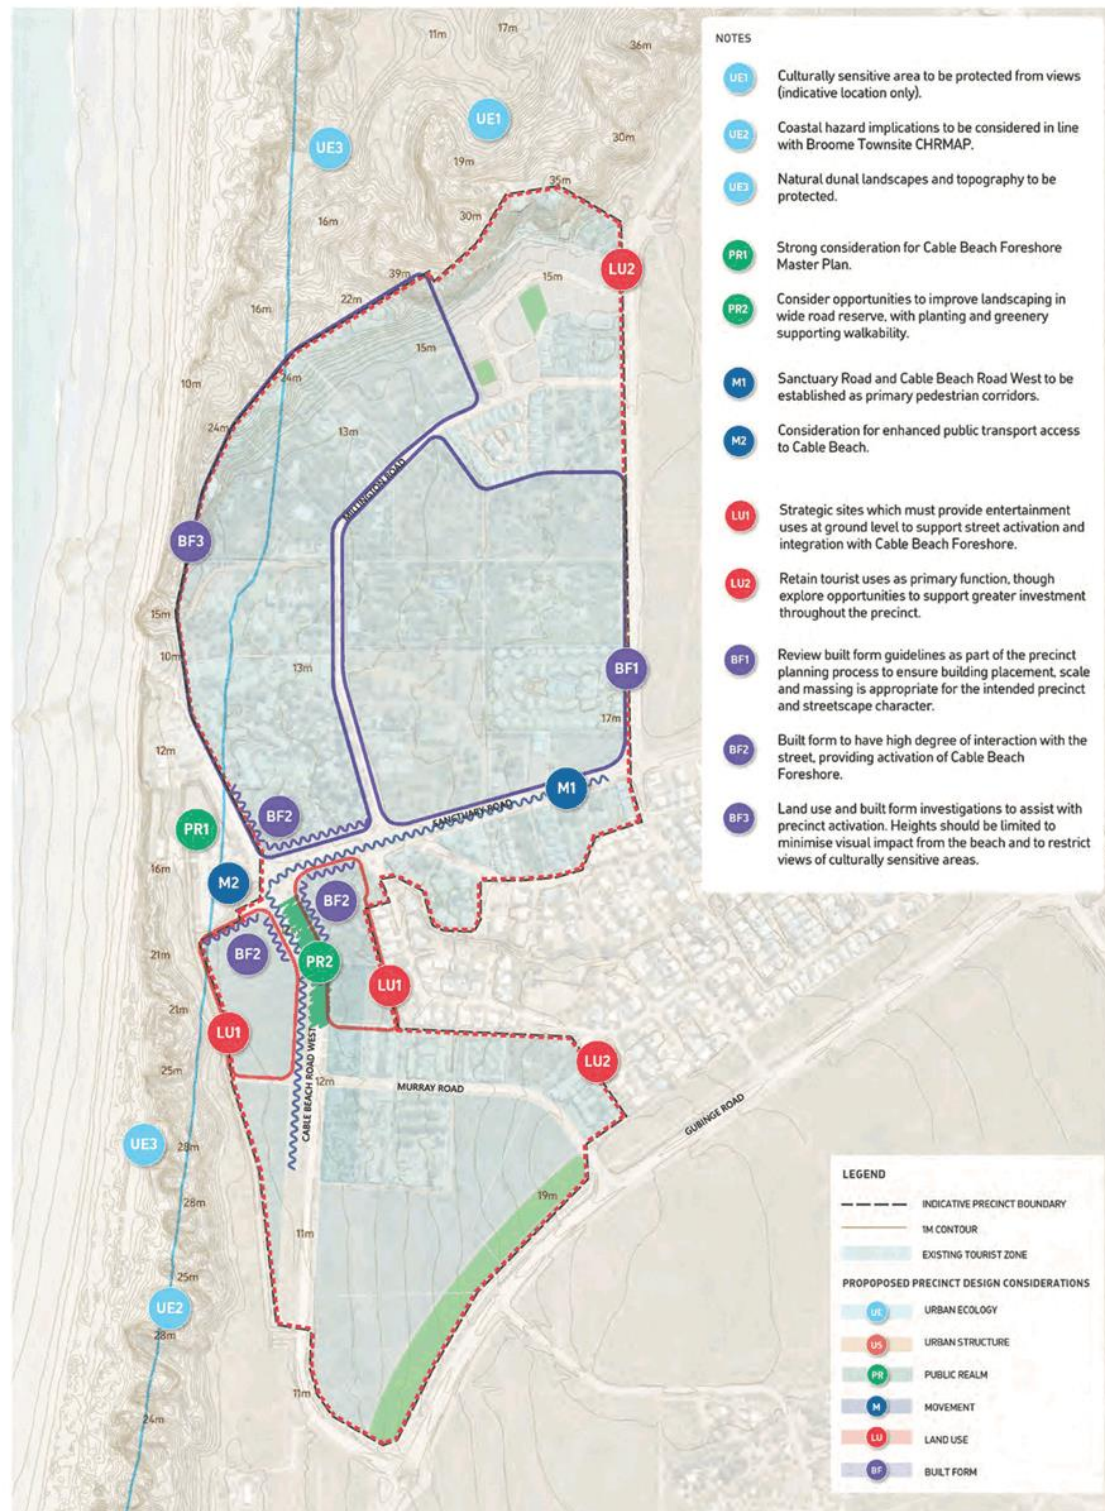 11m
17m
36m
UE1
30m
UE3
19m
35m
16m
30m
LU2
39m
15m
22m
16m
15m
24m
10m
24m
13m
MILLINGTON ROAD
BF3
15m
10m
13m
BF1
17m
12m
M1
SANCTUARY ROAD
BF2
PR1
16m
M2
BF2
BF2
21m
PR2
LU1
21m
LU1
25m
CABLE BEACH ROAD WEST
12m
MURRAY ROAD
LU2
GUBINGE ROAD
UE3
28m
28m
19m
11m
25m
UE2
28m
11m
24m
NOTES
UE1
Culturally sensitive area to be protected from views
(indicative location only).
UE2
Coastal hazard implications to be considered in line
with Broome Townsite CHRMAP.
UE3
Natural dunal landscapes and topography to be
protected.
PR1
Strong consideration for Cable Beach Foreshore
Master Plan.
PR2
Consider opportunities to improve landscaping in
wide road reserve, with planting and greenery
supporting walkability.
M1
Sanctuary Road and Cable Beach Road West to be
established as primary pedestrian corridors.
M2
Consideration for enhanced public transport access
to Cable Beach.
LU1
Strategic sites which must provide entertainment
uses at ground level to support street activation and
integration with Cable Beach Foreshore.
LU2
Retain tourist uses as primary function, though
explore opportunities to support greater investment
throughout the precinct.
BF1
Review built form guidelines as part of the precinct
planning process to ensure building placement, scale
and massing is appropriate for the intended precinct
and streetscape character.
BF2
Built form to have high degree of interaction with the
street, providing activation of Cable Beach
Foreshore.
BF3
Land use and built form investigations to assist with
precinct activation. Heights should be limited to
minimise visual impact from the beach and to restrict
views of culturally sensitive areas.
LEGEND
INDICATIVE PRECINCT BOUNDARY
1M CONTOUR
EXISTING TOURIST ZONE
PROPOPOSED PRECINCT DESIGN CONSIDERATIONS
UE
URBAN ECOLOGY
US
URBAN STRUCTURE
PR
PUBLIC REALM
M
MOVEMENT
LU
LAND USE
BF
BUILT FORM